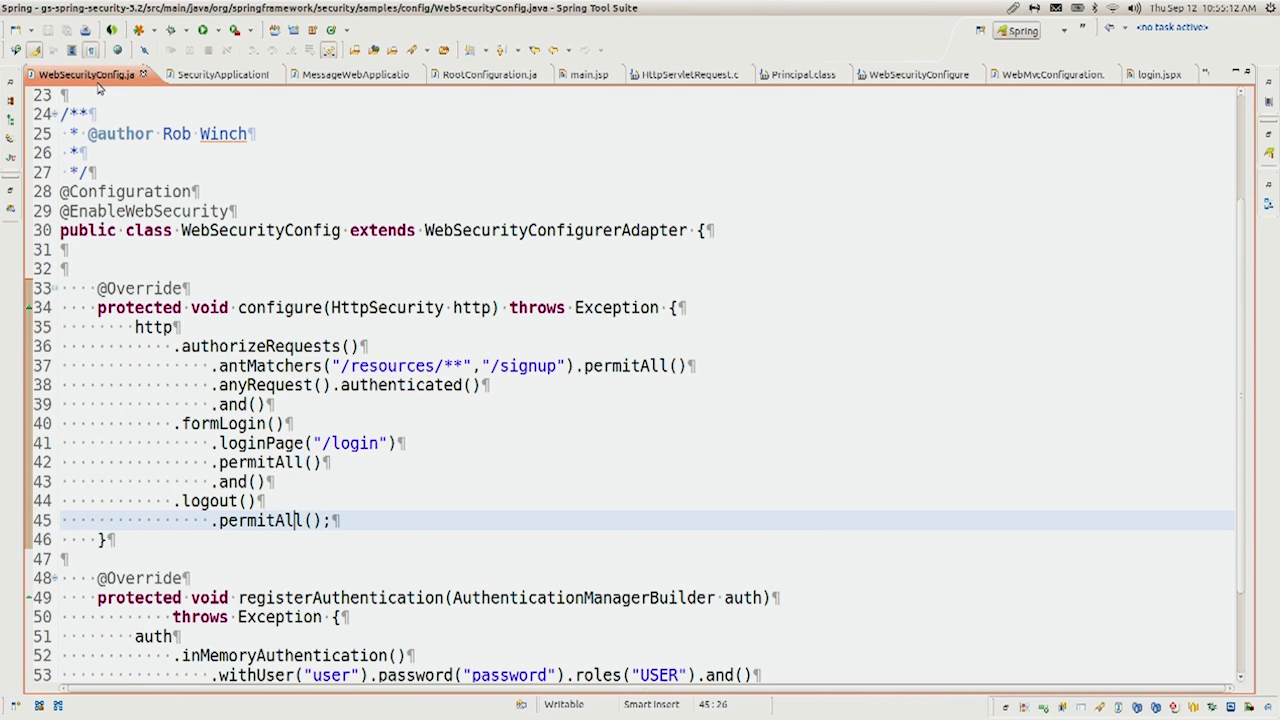 Spring - gs-spring-security-3.2/src/main/java/org/springframework/security/samples/config/WebSecurityConfig.java - Spring Tool Suite
Thu Sep 12 10:55:12 AM
Spring
<no task active>
WebSecurityConfig.ja
SecurityApplicationI
MessageWebApplicatio
RootConfiguration.ja
main.jsp
HttpServletRequest.c
Principal.class
WebSecurityConfigure
WebMvcConfiguration.
login.jspx
23 ¶
24 /**¶
25 * @author Rob Winch¶
26 *¶
27 */¶
28 @Configuration¶
29 @EnableWebSecurity¶
30 public class WebSecurityConfig extends WebSecurityConfigurerAdapter {¶
31 ¶
32 ¶
33 @Override¶
34 protected void configure(HttpSecurity http) throws Exception {¶
35 http¶
36 .authorizeRequests()¶
37 .antMatchers("/resources/**","/signup").permitAll()¶
38 .anyRequest().authenticated()¶
39 .and()¶
40 .formLogin()¶
41 .loginPage("/login")¶
42 .permitAll()¶
43 .and()¶
44 .logout()¶
45 .permitAll();¶
46 }¶
47 ¶
48 @Override¶
49 protected void registerAuthentication(AuthenticationManagerBuilder auth)¶
50 throws Exception {¶
51 auth¶
52 .inMemoryAuthentication()¶
53 .withUser("user").password("password").roles("USER").and()¶
Writable
Smart Insert
45:26